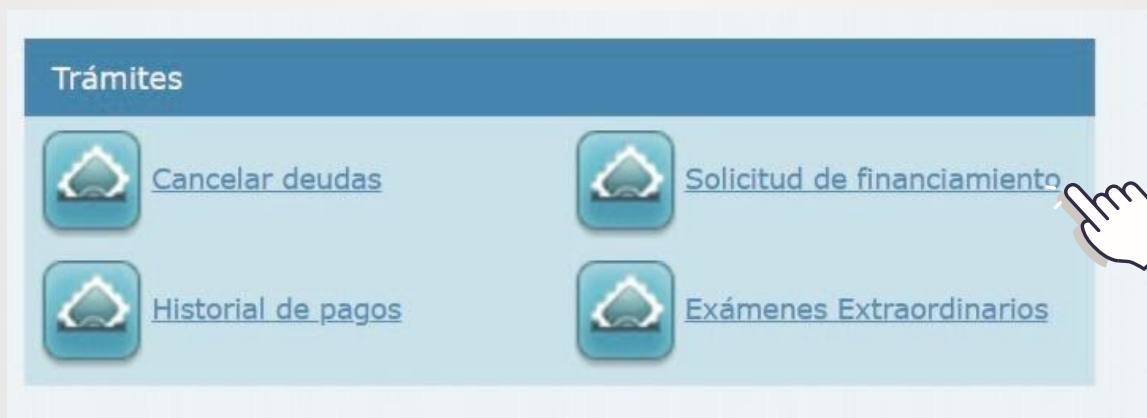 Trámites
Cancelar deudas
Solicitud de financiamiento
Historial de pagos
Exámenes Extraordinarios